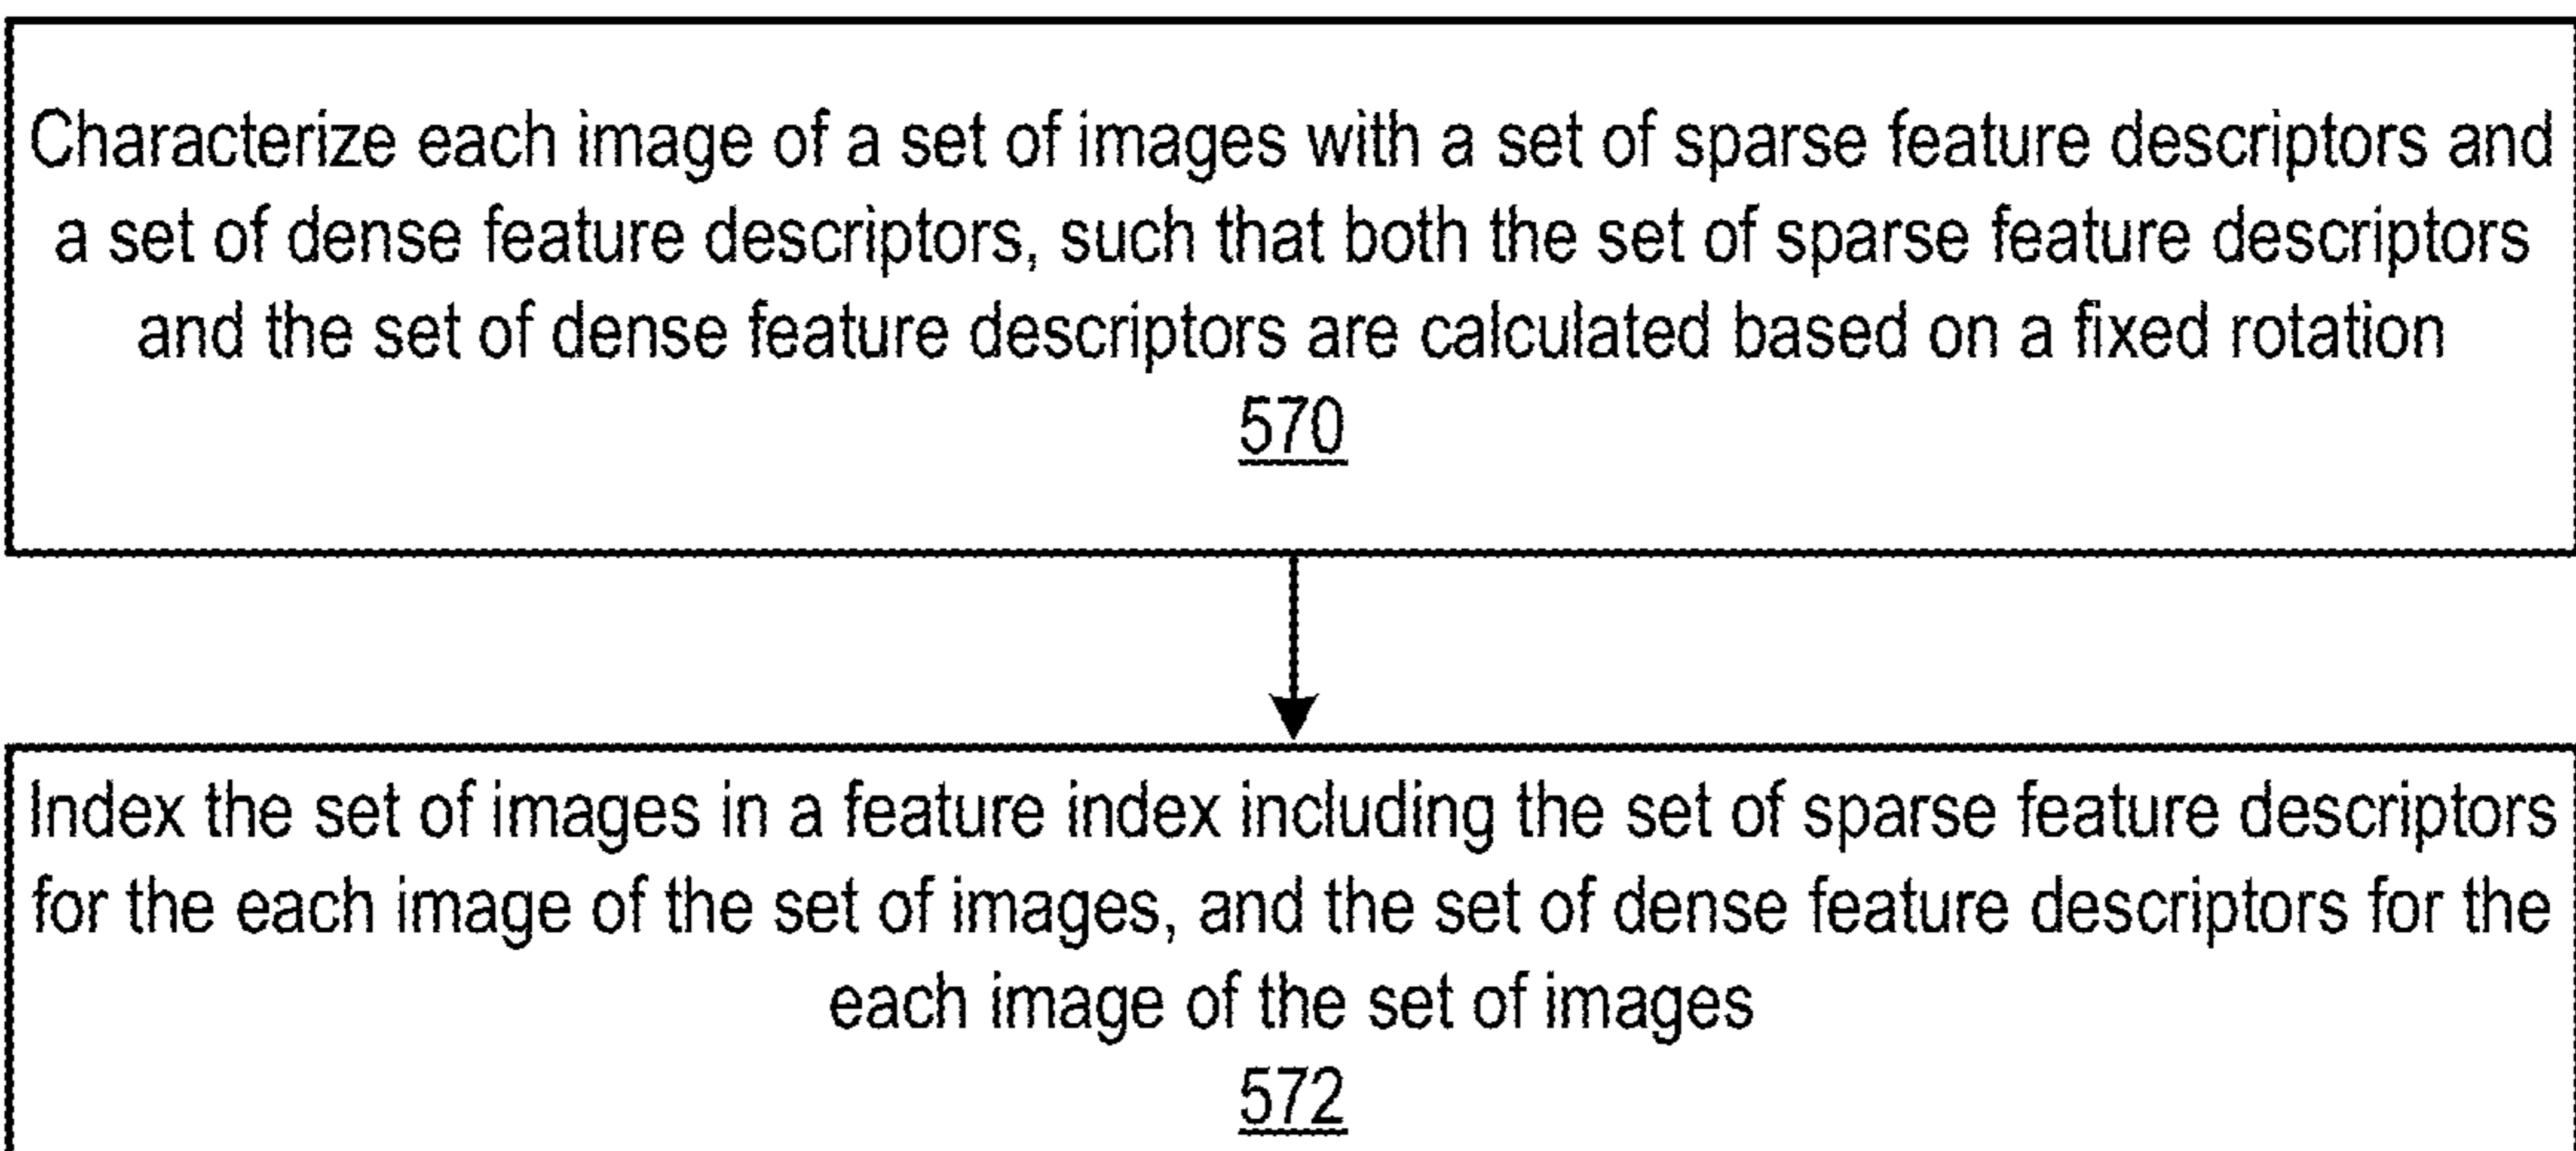 Characterize each image of a set of images with a set of sparse feature descriptors and
a set of dense feature descriptors, such that both the set of sparse feature descriptors
and the set of dense feature descriptors are calculated based on a fixed rotation
570
Index the set of images in a feature index including the set of sparse feature descriptors
for the each image of the set of images, and the set of dense feature descriptors for the
each image of the set of images
572